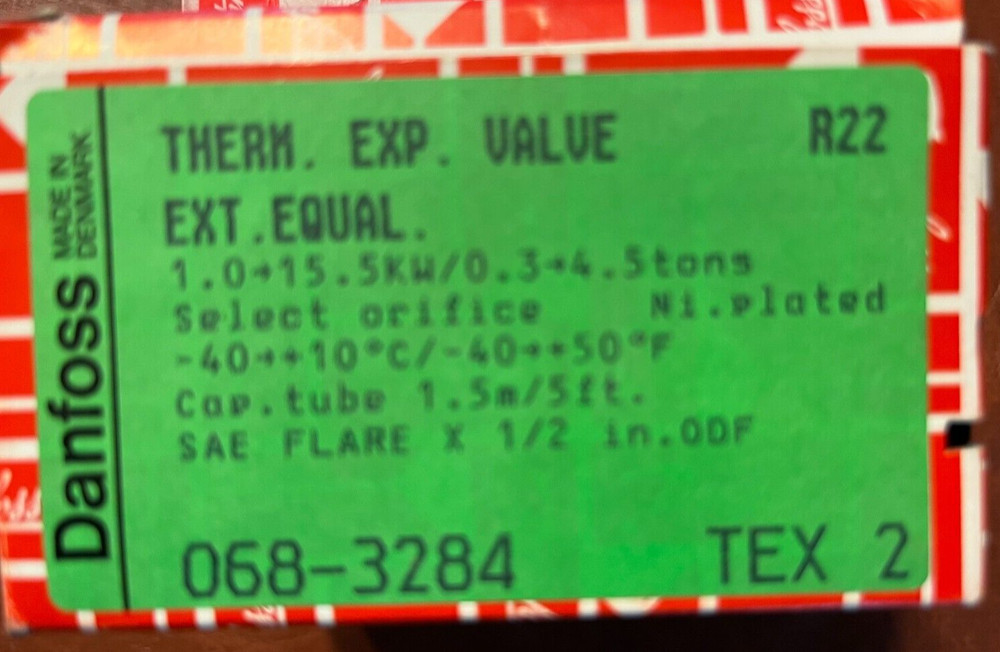 THERM. EXP. VALVE R22
EXT.EQUAL.
1.0→15.5KW/0.3→4.5tons
Select orifice Ni.plated
-40→+10°C/-40→+50°F
Cap.tube 1.5m/5ft.
SAE FLARE X 1/2 in.ODF
068-3284 TEX 2
Danfoss MADE IN
DENMARK